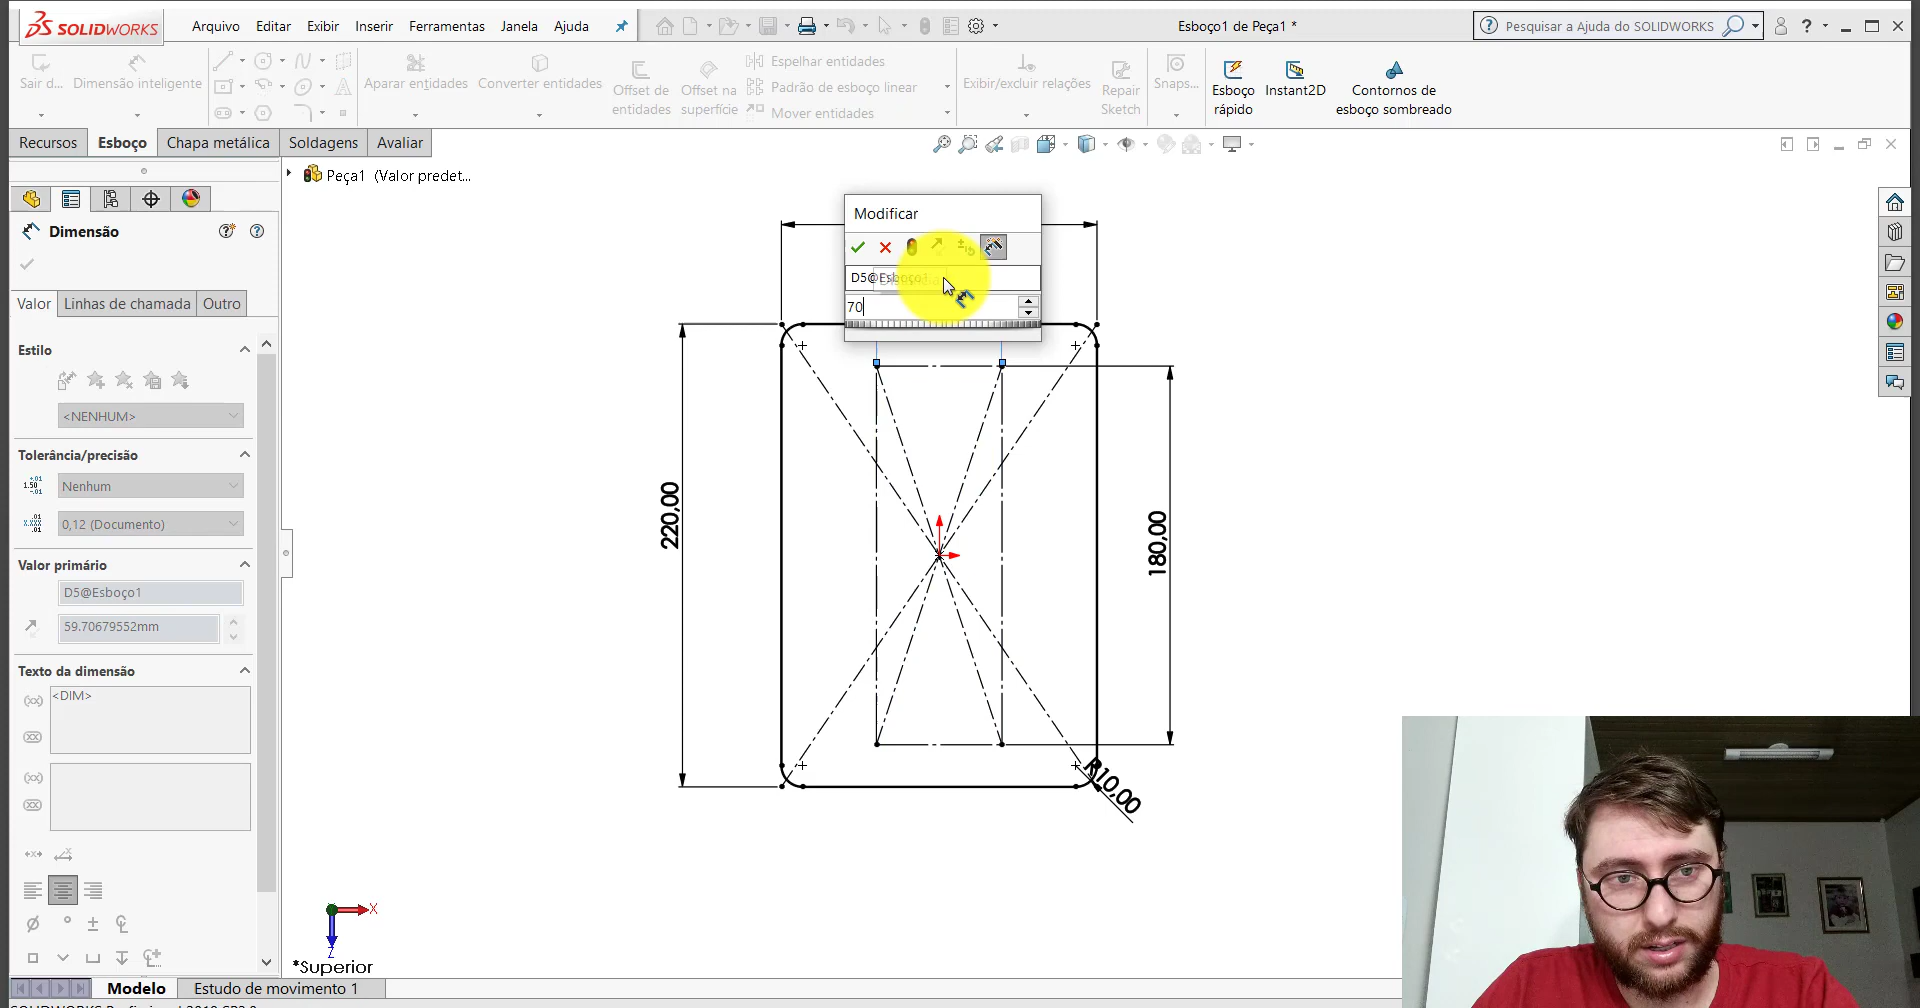 SOLIDWORKS
Arquivo Editar Exibir Inserir Ferramentas Janela Ajuda
Esboço1 de Peça1 *
Pesquisar a Ajuda do SOLIDWORKS
?
Sair d...
Dimensão inteligente
Aparar entidades
Converter entidades
Offset de
entidades
Offset na
superfície
Espelhar entidades
Padrão de esboço linear
Mover entidades
Exibir/excluir relações
Repair
Sketch
Snaps...
Esboço
rápido
Instant2D
Contornos de
esboço sombreado
Recursos Esboço Chapa metálica Soldagens Avaliar
Peça1 (Valor predet...
Dimensão
Valor Linhas de chamada Outro
Estilo
<NENHUM>
Tolerância/precisão
Nenhum
0,12 (Documento)
Valor primário
D5@Esboço1
59.70679552mm
Texto da dimensão
<DIM>
Modificar
D5@Esboço1
70
220,00
180,00
R10,00
X
Z
*Superior
Modelo Estudo de movimento 1